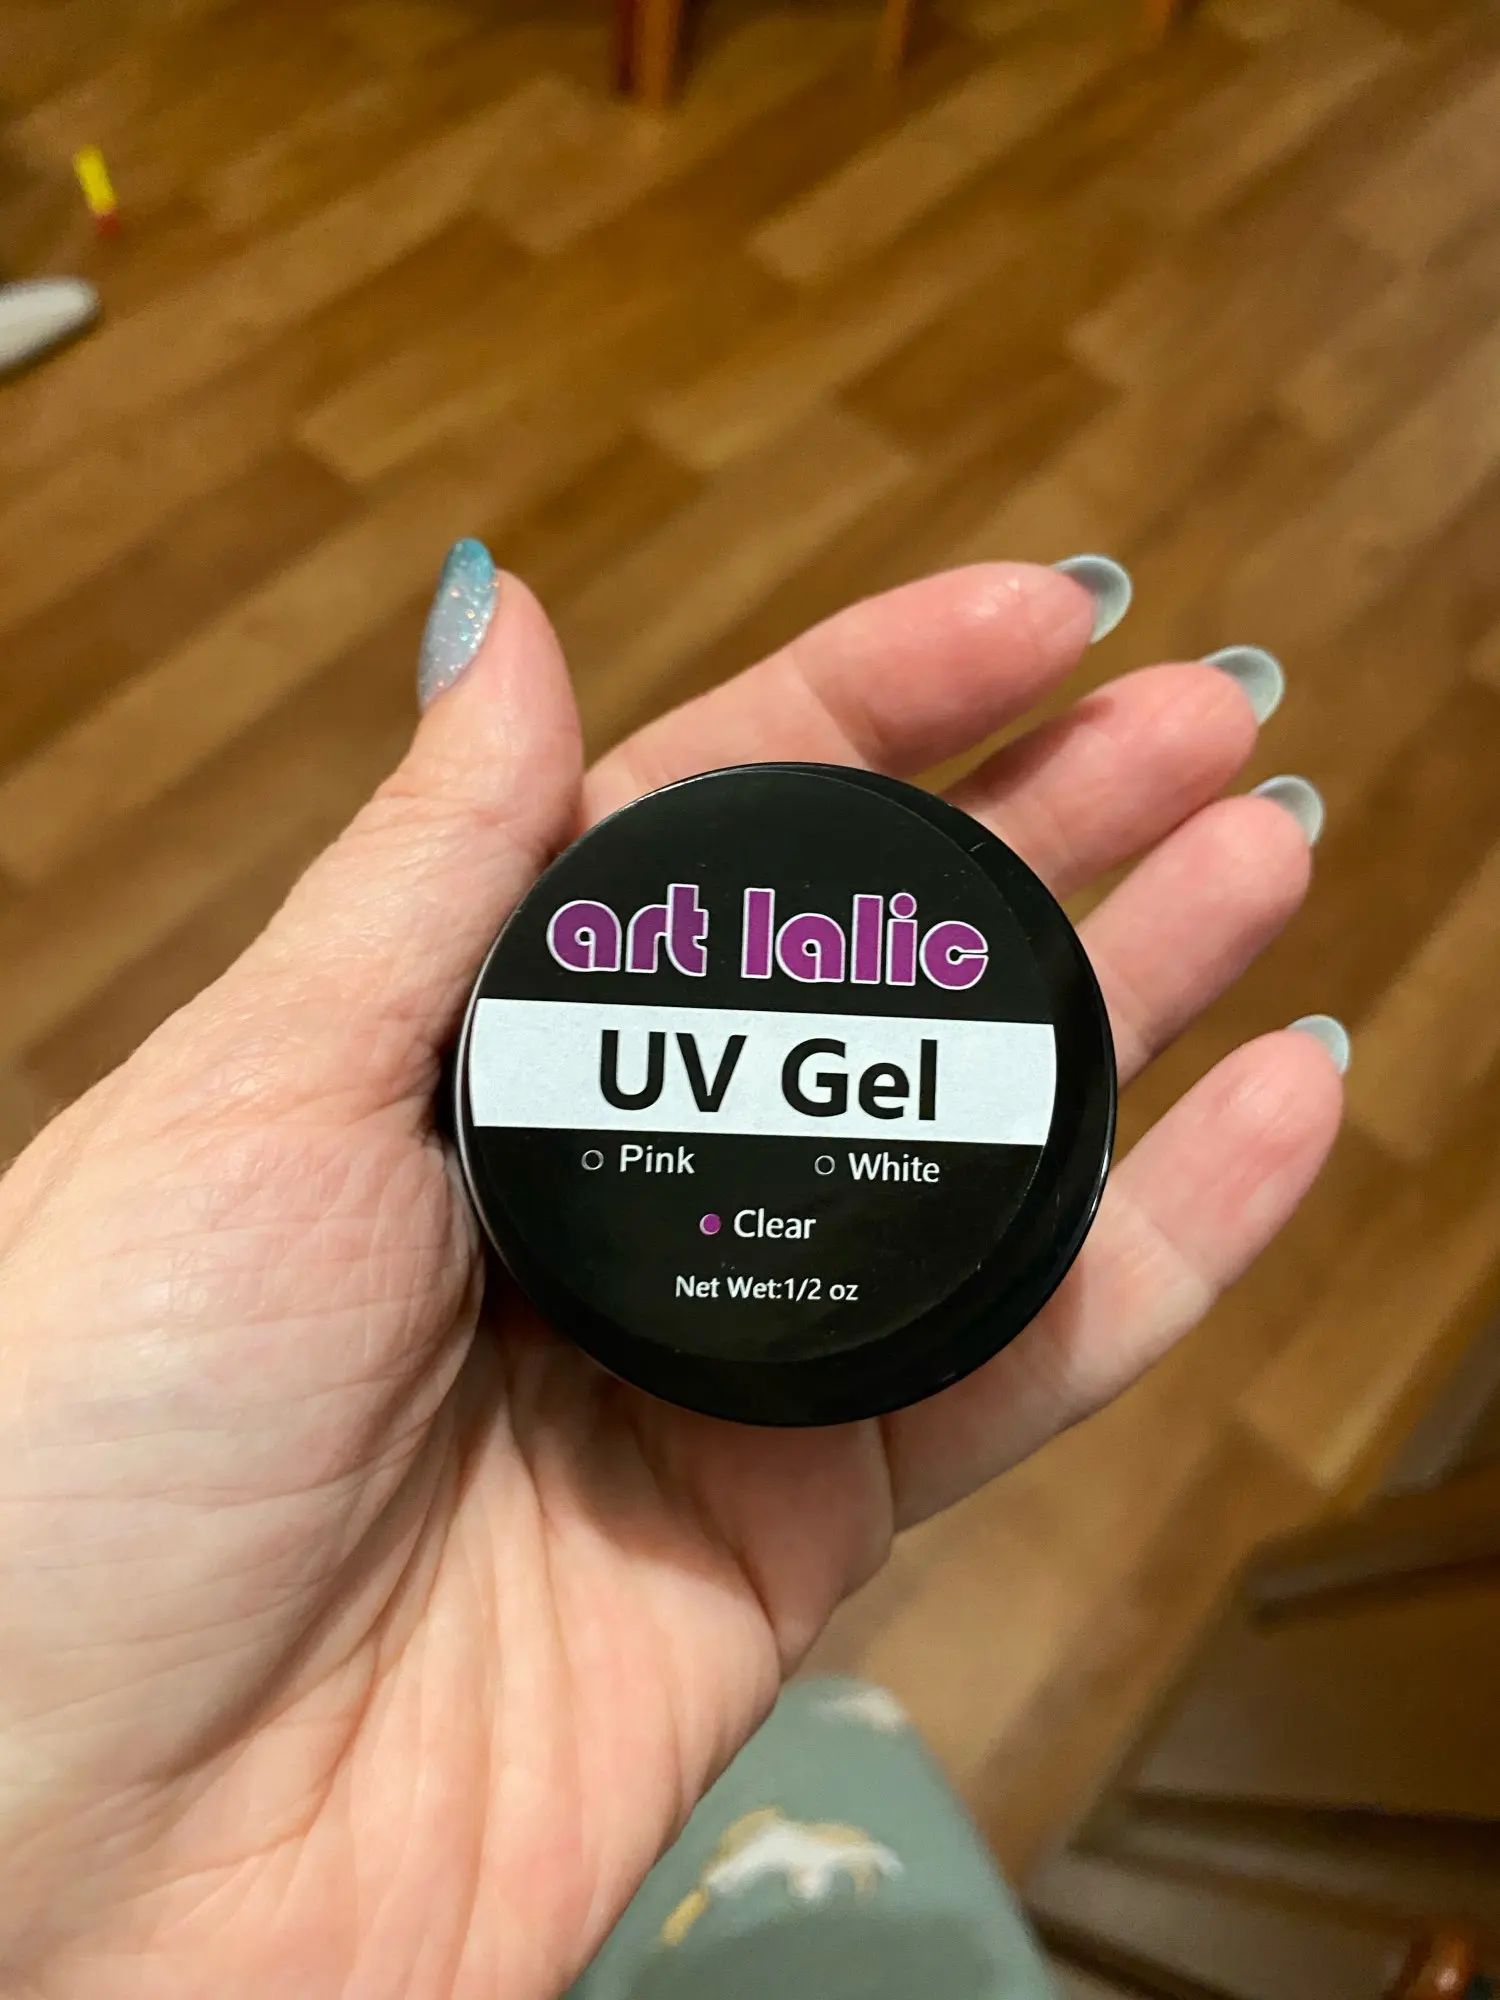 art lalic
UV Gel
Pink White
Clear
Net Wet:1/2 oz